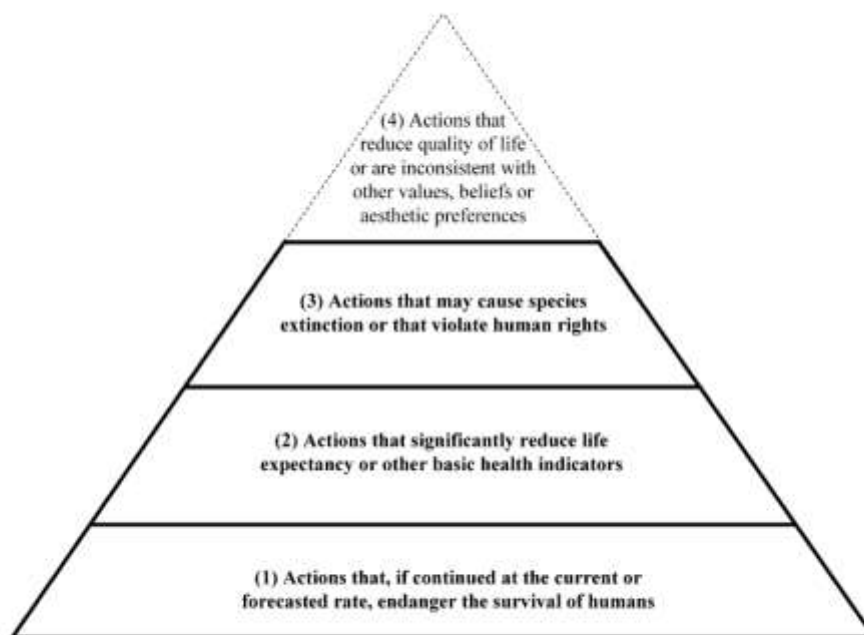 (4) Actions that
reduce quality of life
or are inconsistent with
other values, beliefs or
aesthetic preferences
(3) Actions that may cause species
extinction or that violate human rights
(2) Actions that significantly reduce life
expectancy or other basic health indicators
(1) Actions that, if continued at the current or
forecasted rate, endanger the survival of humans